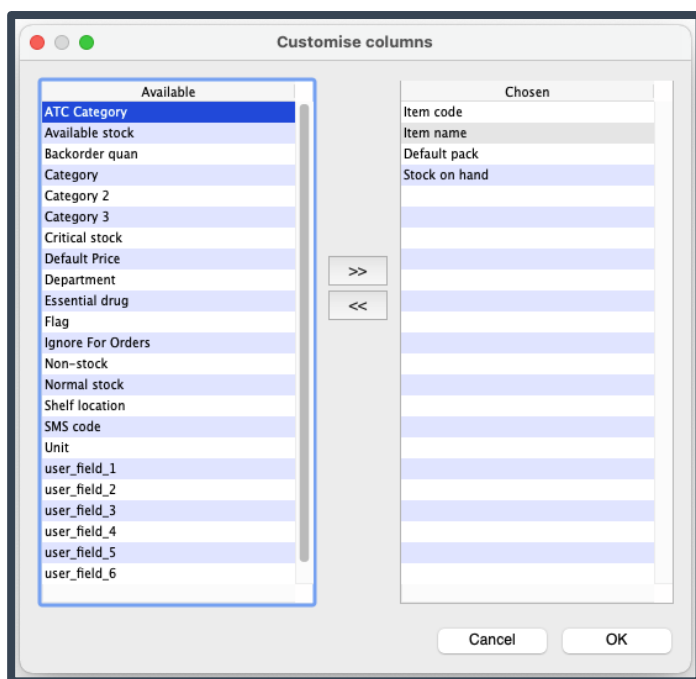 Customise columns
Available
ATC Category
Available stock
Backorder quan
Category
Category 2
Category 3
Critical stock
Default Price
Department
Essential drug
Flag
Ignore For Orders
Non-stock
Normal stock
Shelf location
SMS code
Unit
user_field_1
user_field_2
user_field_3
user_field_4
user_field_5
user_field_6
>>
<<
Chosen
Item code
Item name
Default pack
Stock on hand
Cancel
OK